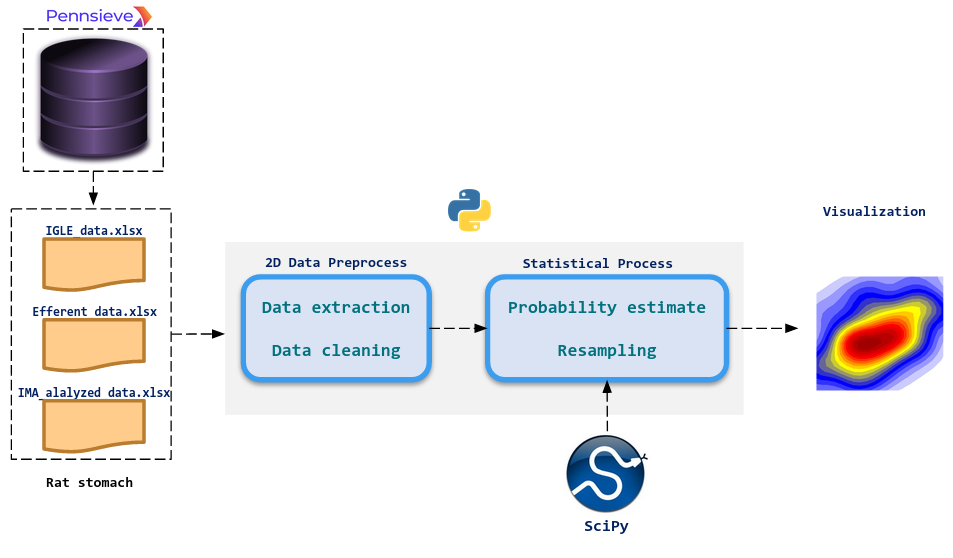 Pennsieve
IGLE_data.xlsx
Efferent_data.xlsx
IMA_alalyzed_data.xlsx
Rat stomach
2D Data Preprocess
Data extraction
Data cleaning
Statistical Process
Probability estimate
Resampling
SciPy
Visualization